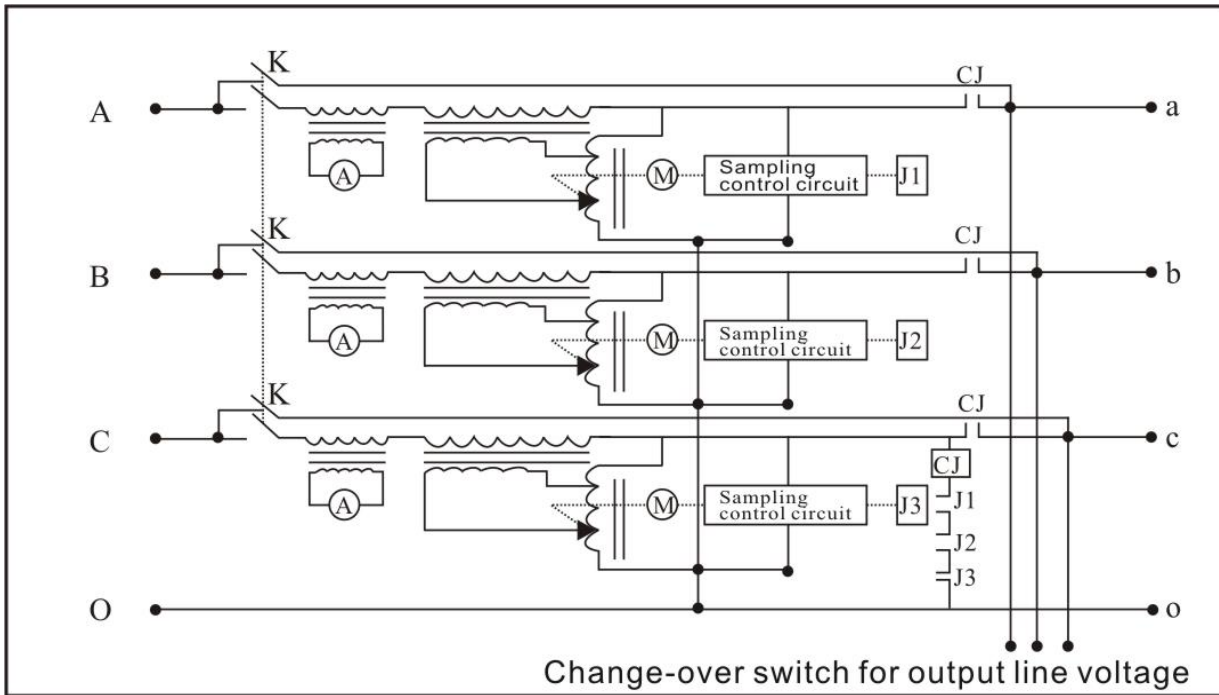 K
CJ
A
a
A
M
Sampling
control circuit
J1
K
CJ
B
b
A
M
Sampling
control circuit
J2
K
CJ
C
c
CJ
A
M
Sampling
control circuit
J3
J1
J2
J3
O
o
Change-over switch for output line voltage